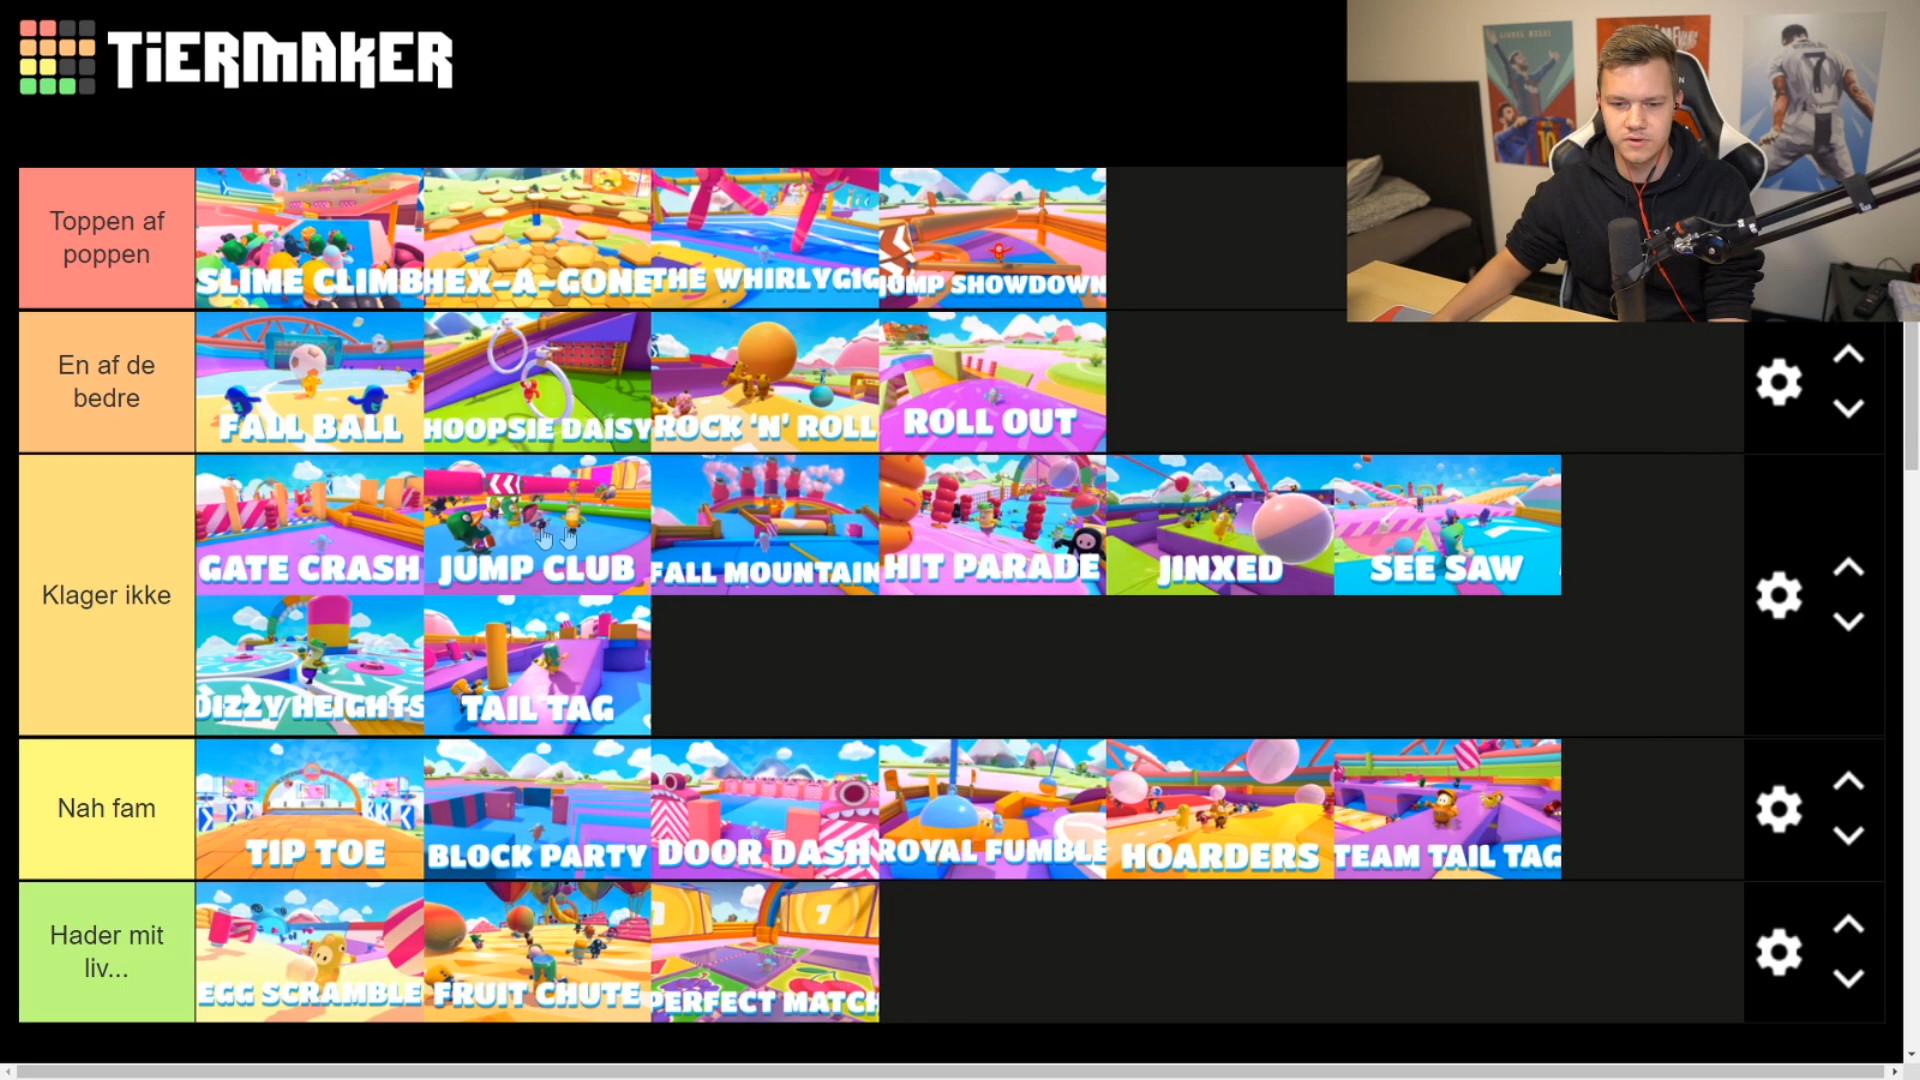 TiERMAKER
Toppen af
poppen
SLIME CLIMB
HEX-A-GONE
THE WHIRLYGIG
JUMP SHOWDOWN
En af de
bedre
FALL BALL
HOOPSIE DAISY
ROCK 'N' ROLL
ROLL OUT
Klager ikke
GATE CRASH
JUMP CLUB
FALL MOUNTAIN
HIT PARADE
JINXED
SEE SAW
DIZZY HEIGHTS
TAIL TAG
Nah fam
TIP TOE
BLOCK PARTY
DOOR DASH
ROYAL FUMBLE
HOARDERS
TEAM TAIL TAG
Hader mit
liv...
EGG SCRAMBLE
FRUIT CHUTE
7
PERFECT MATCH
7
10